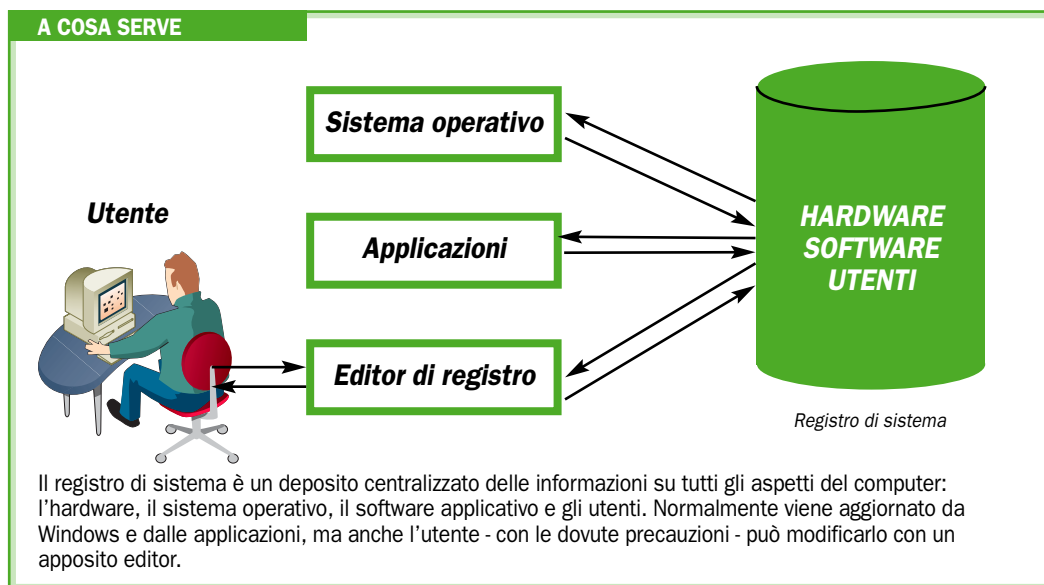 A COSA SERVE
Sistema operativo
Utente
Applicazioni
HARDWARE
SOFTWARE
UTENTI
Editor di registro
Registro di sistema
Il registro di sistema è un deposito centralizzato delle informazioni su tutti gli aspetti del computer:
l’hardware, il sistema operativo, il software applicativo e gli utenti. Normalmente viene aggiornato da
Windows e dalle applicazioni, ma anche l’utente - con le dovute precauzioni - può modificarlo con un
apposito editor.